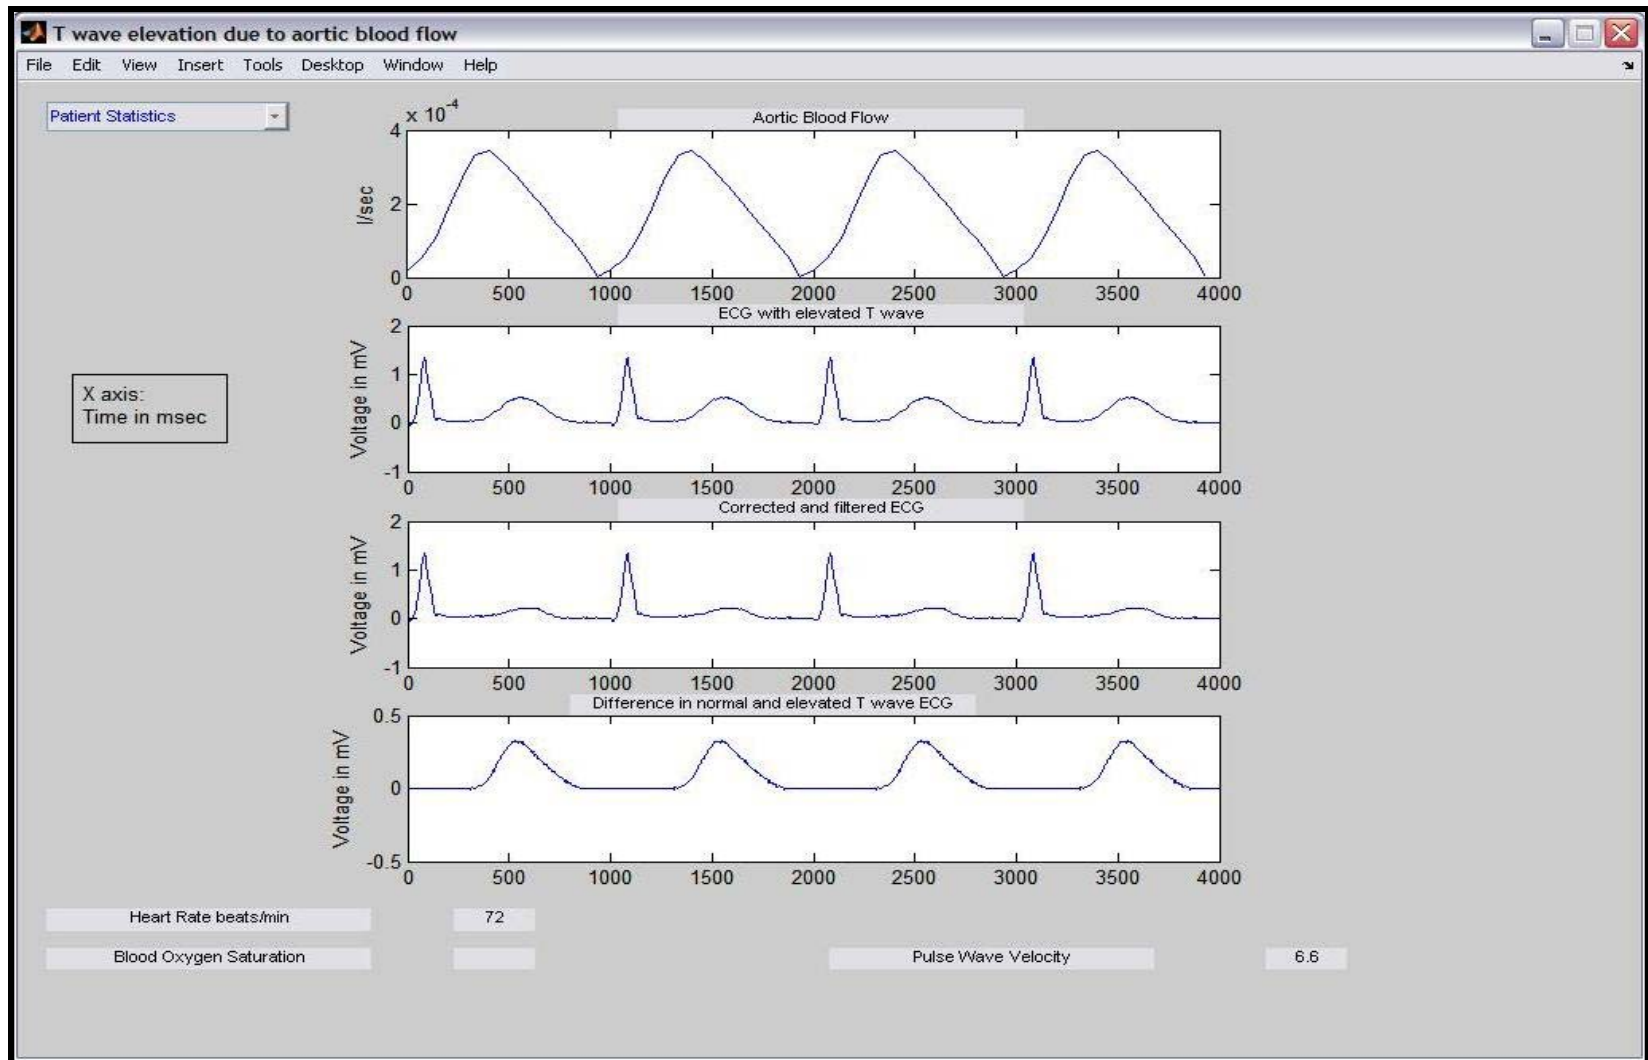 T wave elevation due to aortic blood flow
File Edit View Insert Tools Desktop Window Help
Patient Statistics
x 10^-4
Aortic Blood Flow
4
2
0
l/sec
0 500 1000 1500 2000 2500 3000 3500 4000
ECG with elevated T wave
2
1
0
-1
Voltage in mV
0 500 1000 1500 2000 2500 3000 3500 4000
X axis:
Time in msec
Corrected and filtered ECG
2
1
0
-1
Voltage in mV
0 500 1000 1500 2000 2500 3000 3500 4000
Difference in normal and elevated T wave ECG
0.5
0
-0.5
Voltage in mV
0 500 1000 1500 2000 2500 3000 3500 4000
Heart Rate beats/min 72
Blood Oxygen Saturation
Pulse Wave Velocity 6.6